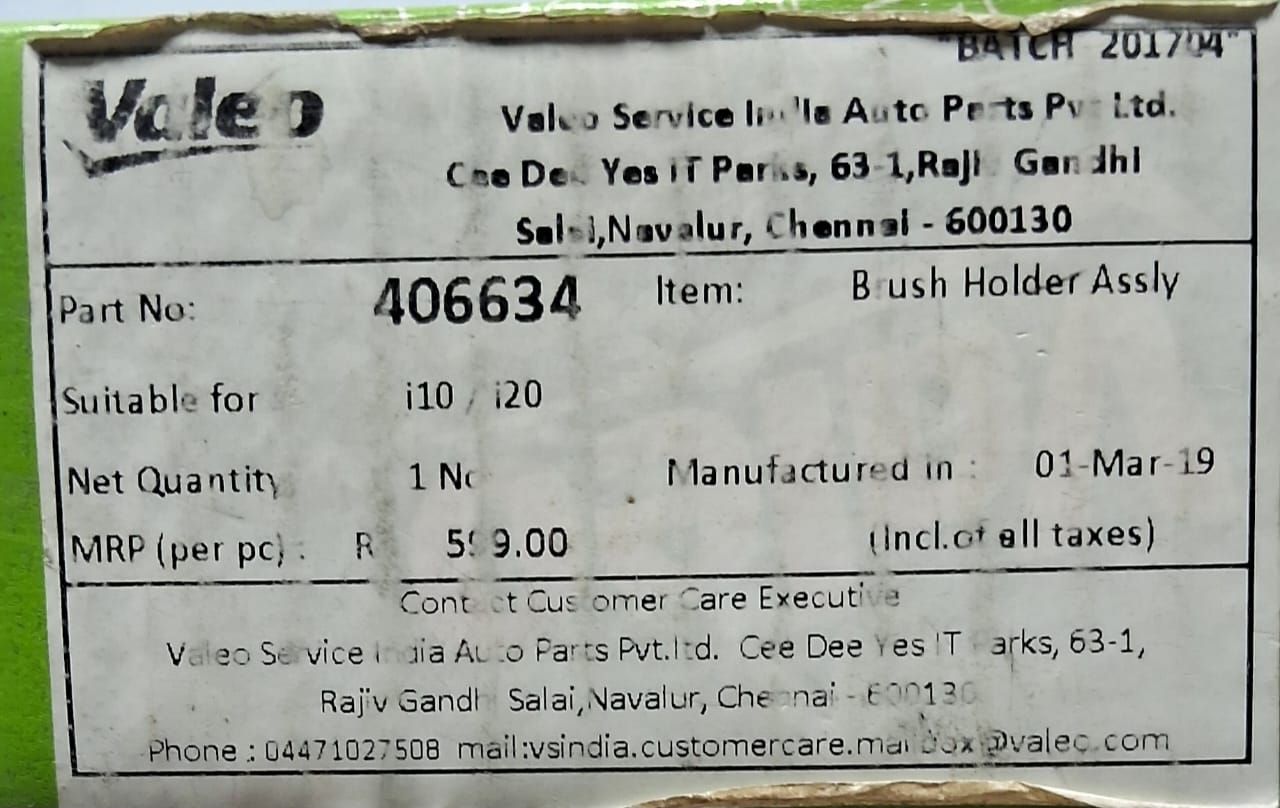 "BATCH 201704"
Valeo
Valeo Service India Auto Parts Pvt Ltd.
Cee Dee Yes IT Parks, 63-1,Rajiv Gandhi
Salai,Navalur, Chennai - 600130
Part No: 406634 Item: Brush Holder Assly
Suitable for i10 / i20
Net Quantity 1 No Manufactured in : 01-Mar-19
MRP (per pc) : (Incl.of all taxes)
Contact Customer Care Executive
Valeo Service India Auto Parts Pvt.ltd. Cee Dee Yes IT Parks, 63-1,
Rajiv Gandhi Salai,Navalur, Chennai - 600130
Phone : 04471027508 mail:vsindia.customercare.mailbox@valeo.com